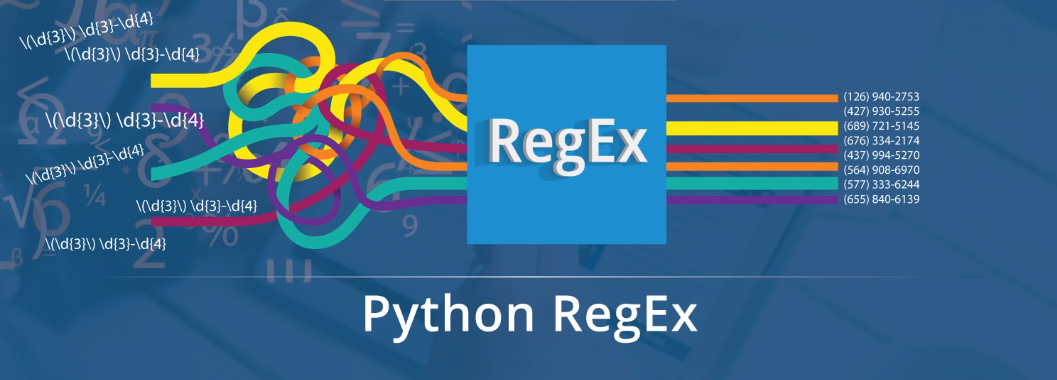 \(\d{3}\) \d{3}-\d{4}
\(\d{3}\) \d{3}-\d{4}
\(\d{3}\) \d{3}-\d{4}
\(\d{3}\) \d{3}-\d{4}
\(\d{3}\) \d{3}-\d{4}
\(\d{3}\) \d{3}-\d{4}
RegEx
(126) 940-2753
(427) 930-5255
(689) 721-5145
(676) 334-2174
(437) 994-5270
(564) 908-6970
(577) 333-6244
(655) 840-6139
Python RegEx